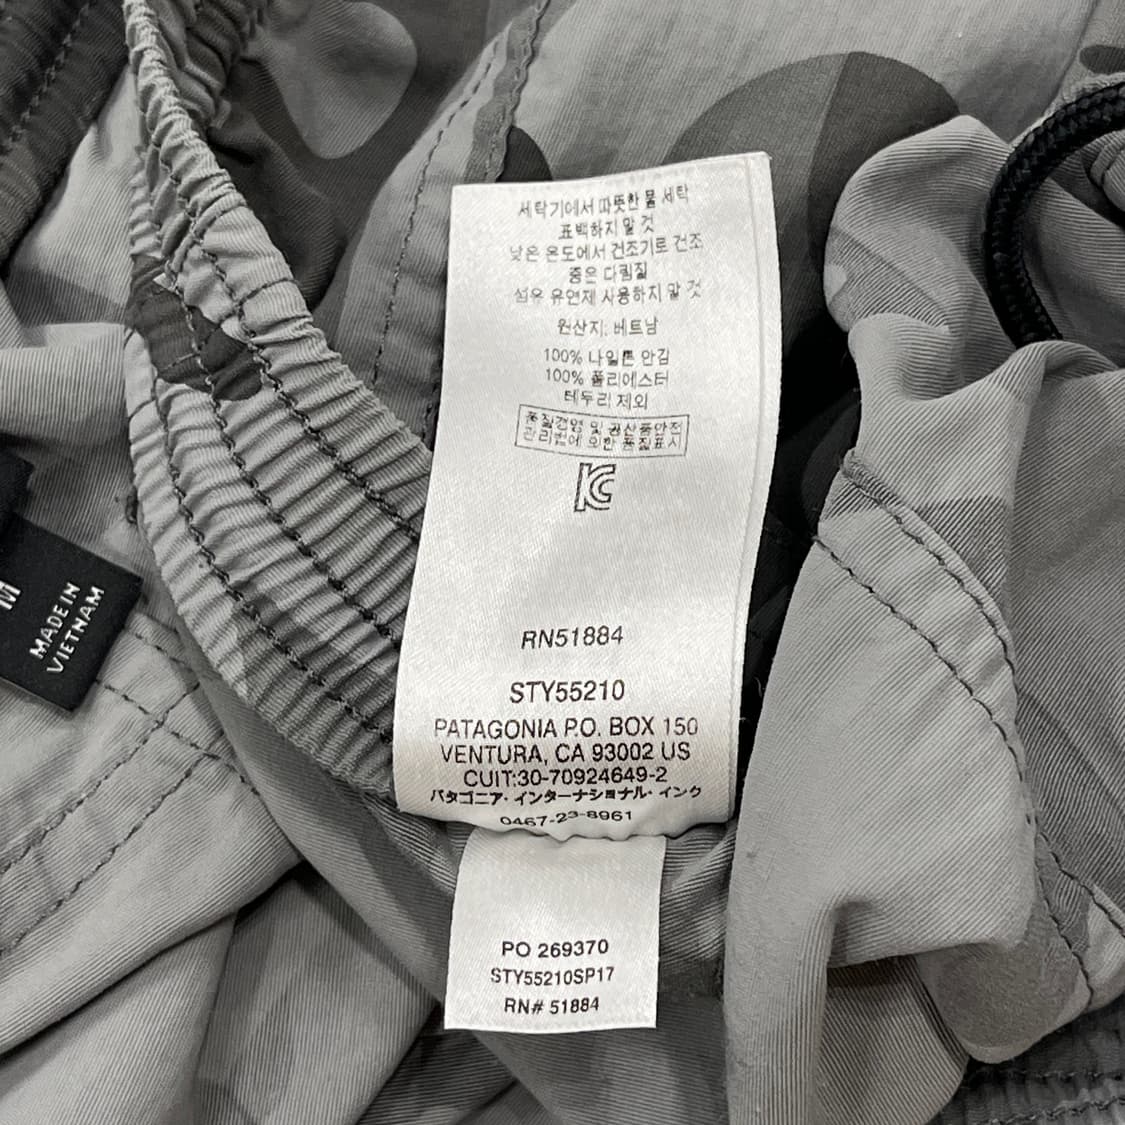 세탁기에서 따뜻한 물 세탁
표백하지 말 것
낮은 온도에서 건조기로 건조
중은 다림질
섬유 유연제 사용하지 말 것
원산지: 베트남
100% 나일론 안감
100% 폴리에스터
테두리 제외
품질경영 및 공산품안전
관리법에 의한 품질표시
KC
RN51884
STY55210
PATAGONIA P.O. BOX 150
VENTURA, CA 93002 US
CUIT:30-70924649-2
パタゴニア・インターナショナル・インク
0467-23-8961
PO 269370
STY55210SP17
RN# 51884
M
MADE IN
VIETNAM